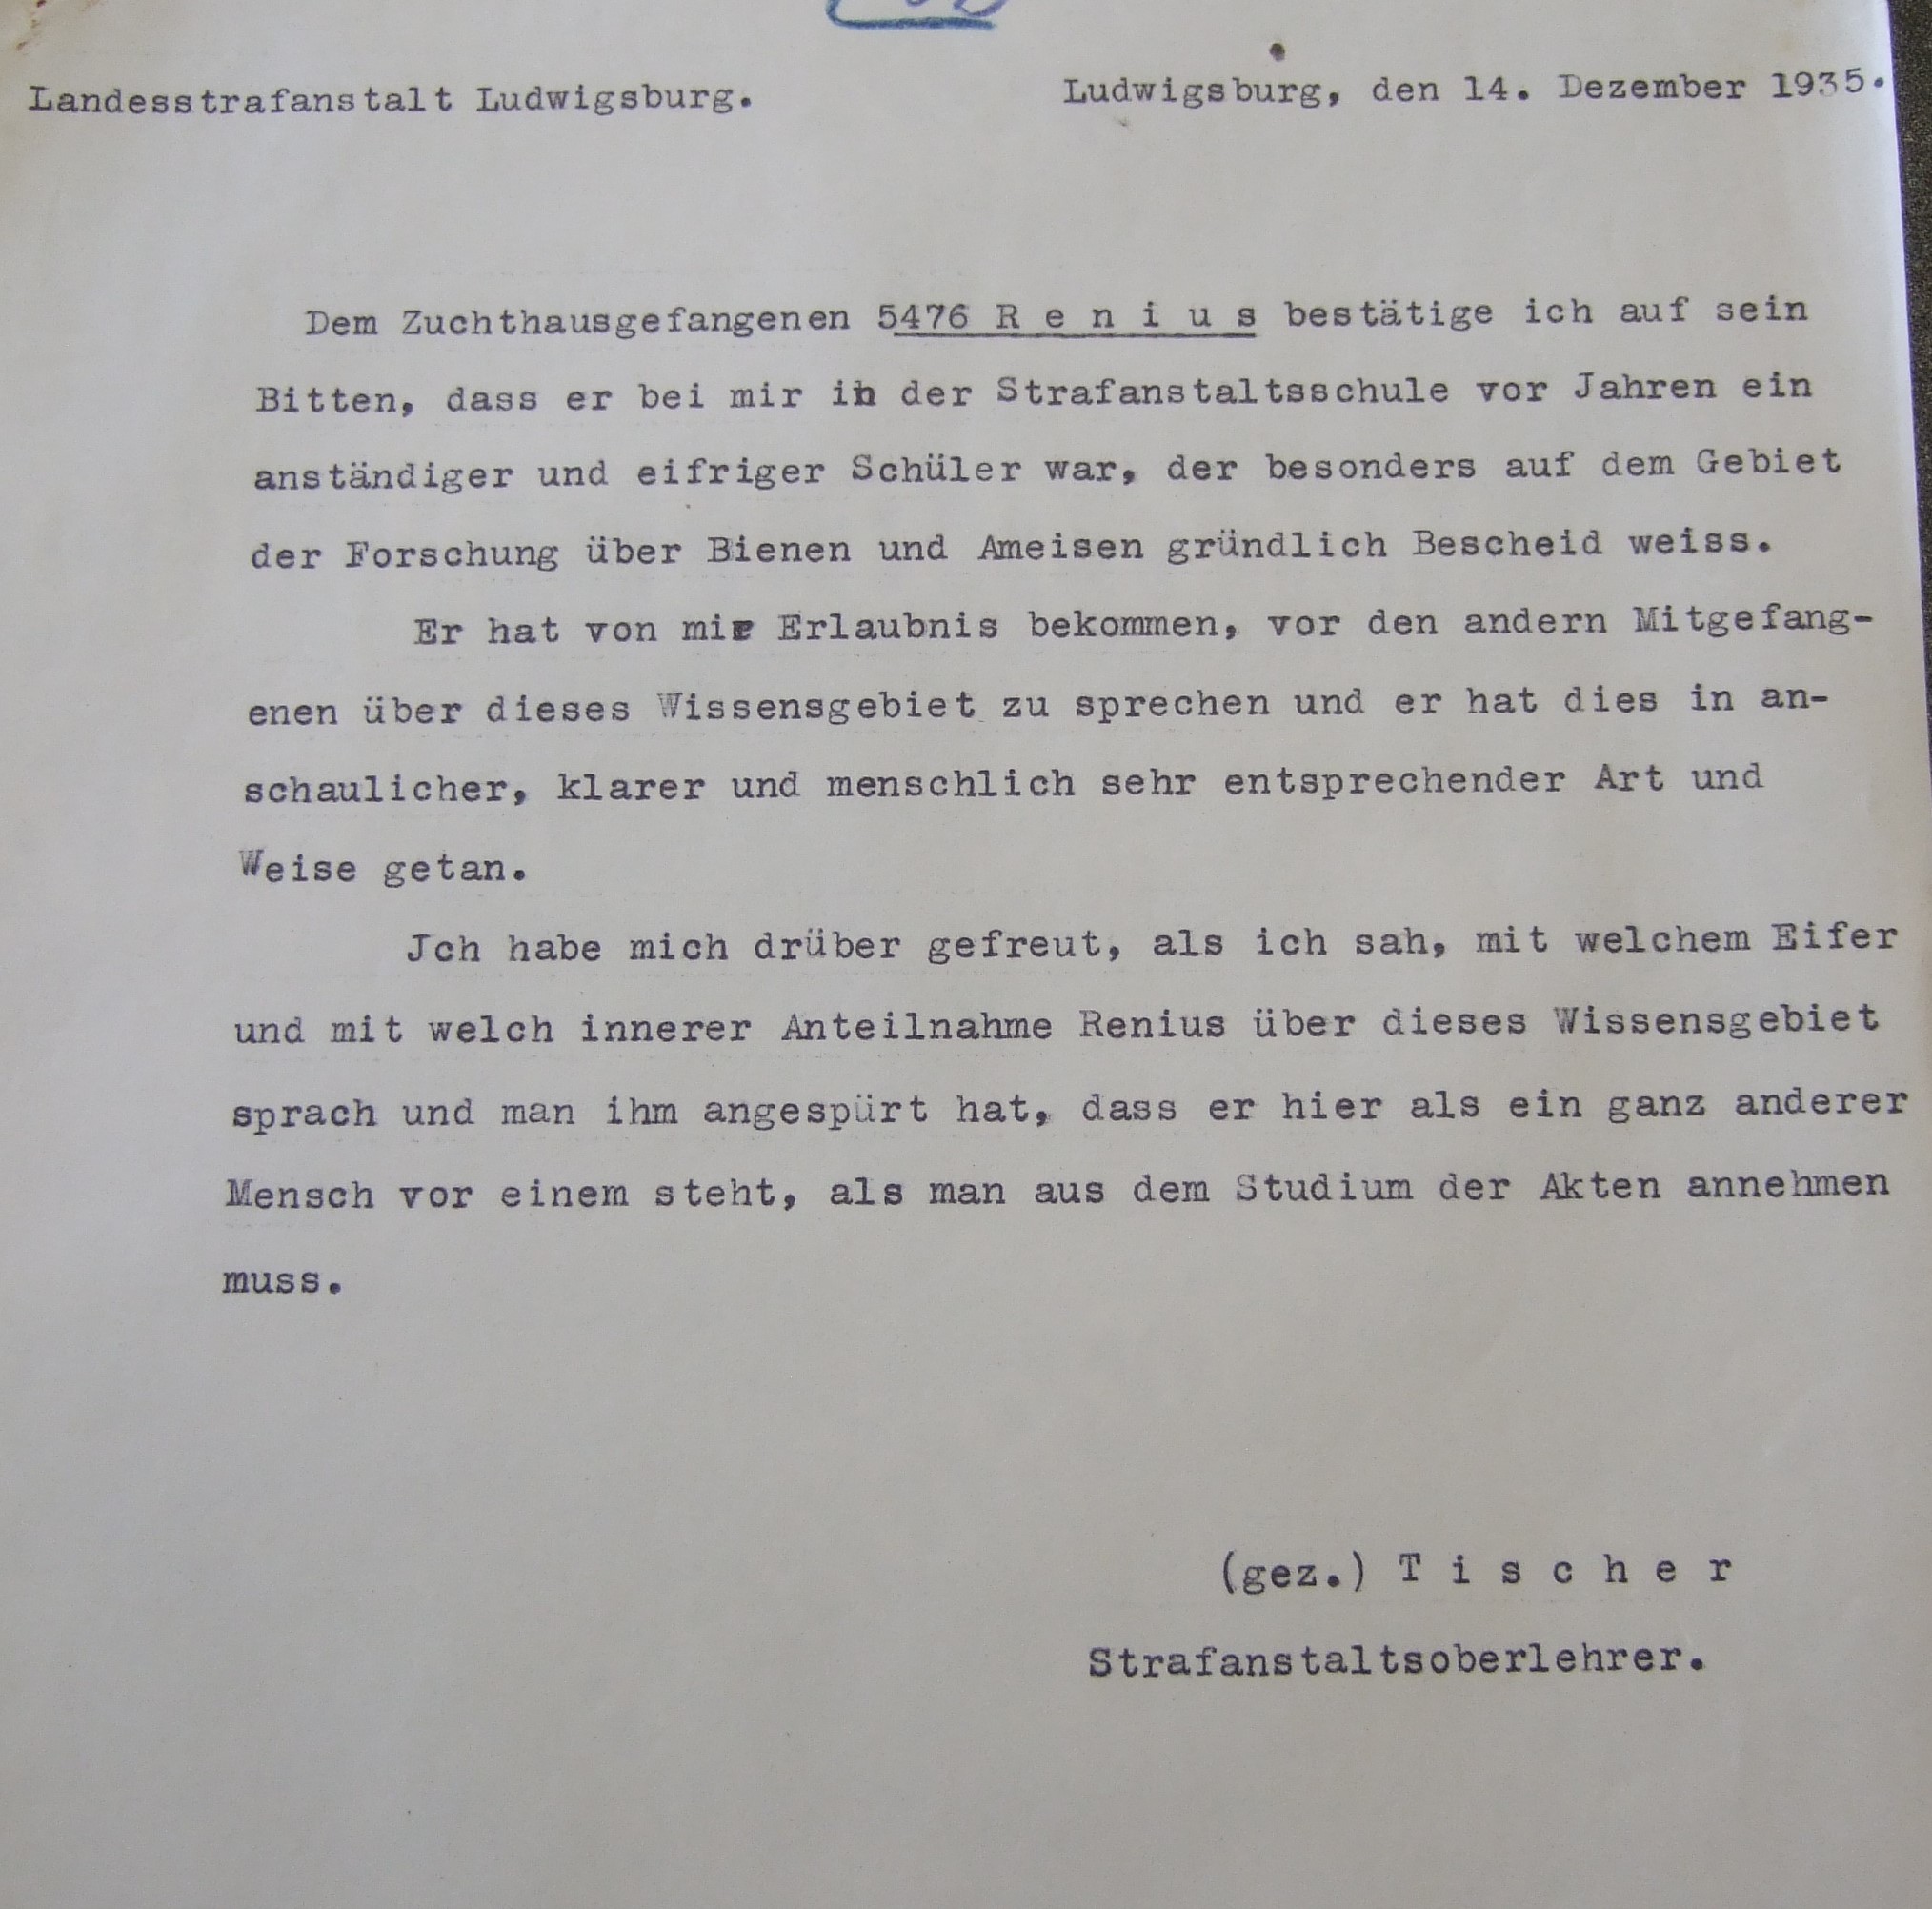 Landesstrafanstalt Ludwigsburg.
Ludwigsburg, den 14. Dezember 1935.
Dem Zuchthausgefangenen 5476 R e n i u s bestätige ich auf sein
Bitten, dass er bei mir in der Strafanstaltsschule vor Jahren ein
anständiger und eifriger Schüler war, der besonders auf dem Gebiet
der Forschung über Bienen und Ameisen gründlich Bescheid weiss.
Er hat von mir Erlaubnis bekommen, vor den andern Mitgefang-
enen über dieses Wissensgebiet zu sprechen und er hat dies in an-
schaulicher, klarer und menschlich sehr entsprechender Art und
Weise getan.
Jch habe mich drüber gefreut, als ich sah, mit welchem Eifer
und mit welch innerer Anteilnahme Renius über dieses Wissensgebiet
sprach und man ihm angespürt hat, dass er hier als ein ganz anderer
Mensch vor einem steht, als man aus dem Studium der Akten annehmen
muss.
(gez.) T i s c h e r
Strafanstaltsoberlehrer.